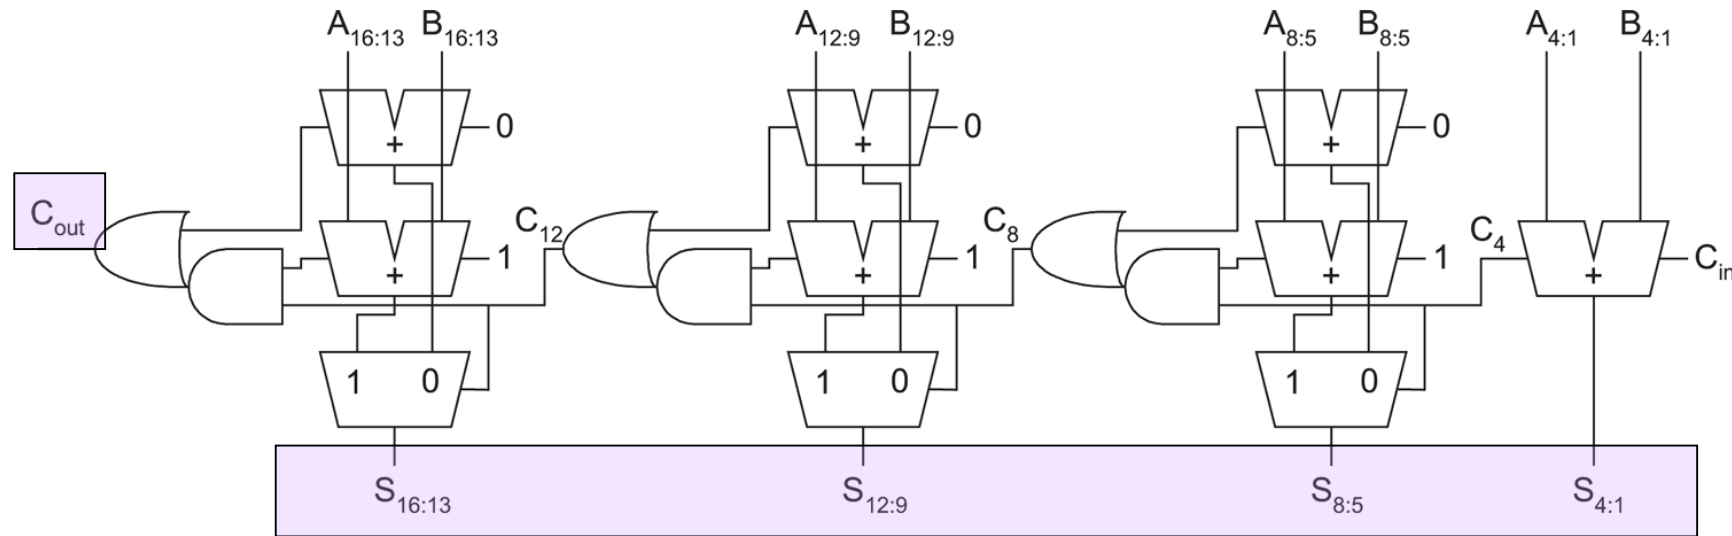 A16:13 B16:13 A12:9 B12:9 A8:5 B8:5 A4:1 B4:1
0 0 0
+ + +
Cout C12 C8 C4
1 1 1 Cin
+ + + +
1 0 1 0 1 0
S16:13 S12:9 S8:5 S4:1